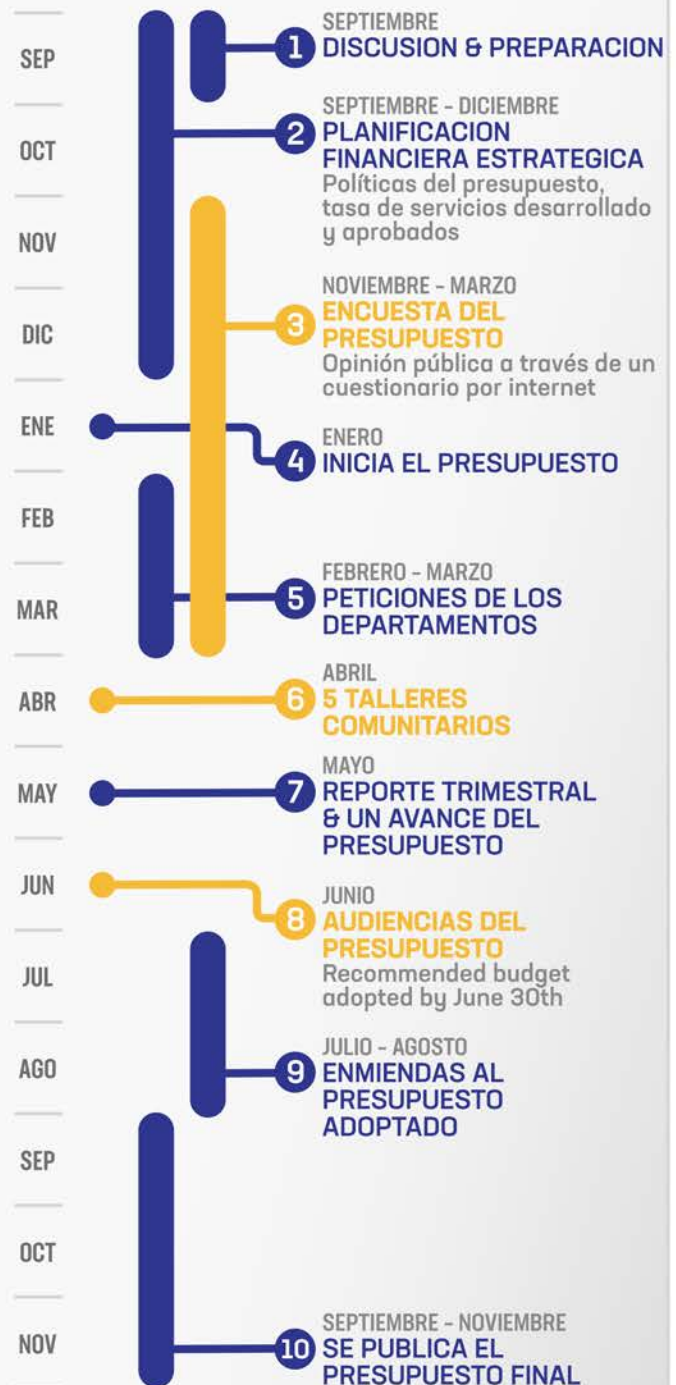 SEP
OCT
NOV
DIC
ENE
FEB
MAR
ABR
MAY
JUN
JUL
AGO
SEP
OCT
NOV
SEPTIEMBRE
1 DISCUSION & PREPARACION
SEPTIEMBRE - DICIEMBRE
2 PLANIFICACION
FINANCIERA ESTRATEGICA
Políticas del presupuesto,
tasa de servicios desarrollado
y aprobados
NOVIEMBRE - MARZO
3 ENCUESTA DEL
PRESUPUESTO
Opinión pública a través de un
cuestionario por internet
ENERO
4 INICIA EL PRESUPUESTO
FEBRERO - MARZO
5 PETICIONES DE LOS
DEPARTAMENTOS
ABRIL
6 5 TALLERES
COMUNITARIOS
MAYO
7 REPORTE TRIMESTRAL
& UN AVANCE DEL
PRESUPUESTO
JUNIO
8 AUDIENCIAS DEL
PRESUPUESTO
Recommended budget
adopted by June 30th
JULIO - AGOSTO
9 ENMIENDAS AL
PRESUPUESTO
ADOPTADO
SEPTIEMBRE - NOVIEMBRE
10 SE PUBLICA EL
PRESUPUESTO FINAL